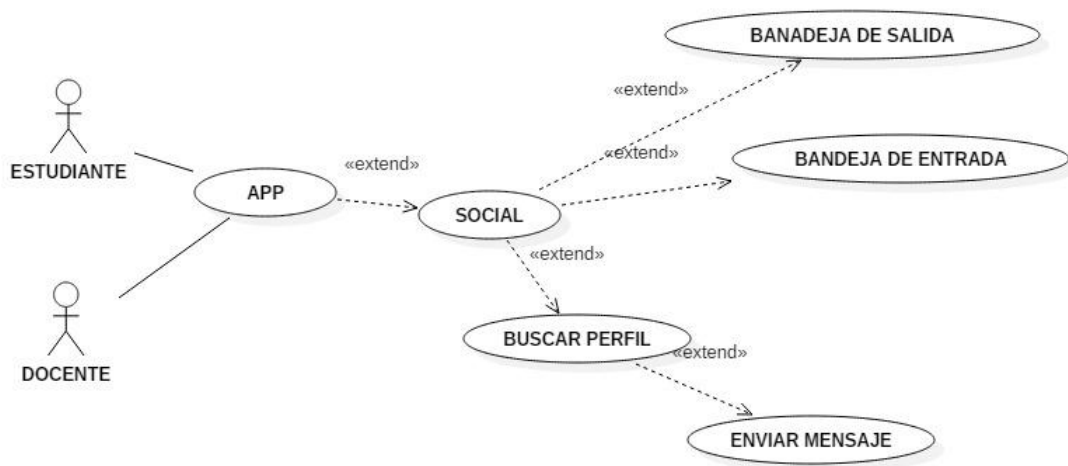 BANADEJA DE SALIDA
«extend»
ESTUDIANTE
«extend»
«extend»
BANDEJA DE ENTRADA
APP
SOCIAL
«extend»
DOCENTE
BUSCAR PERFIL
«extend»
ENVIAR MENSAJE